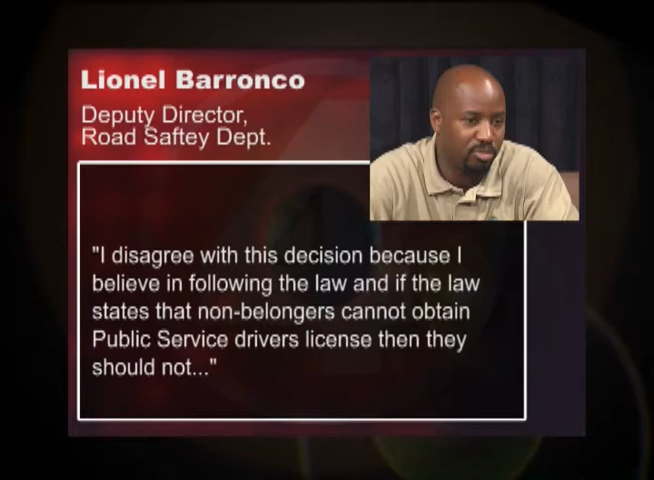 Lionel Barronco
Deputy Director,
Road Saftey Dept.
"I disagree with this decision because I
believe in following the law and if the law
states that non-belongers cannot obtain
Public Service drivers license then they
should not..."